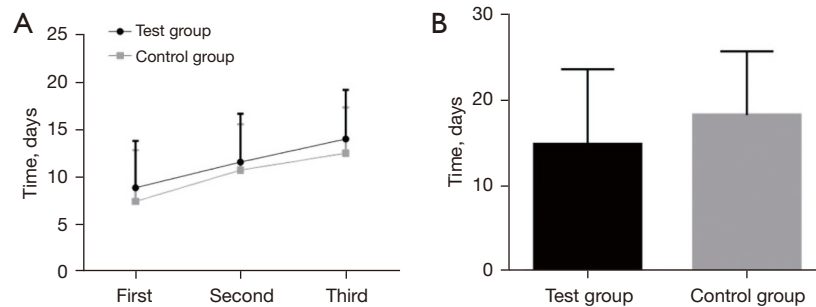 A
Test group
Control group
25
20
15
10
5
0
Time, days
First Second Third
B
30
20
10
0
Time, days
Test group Control group